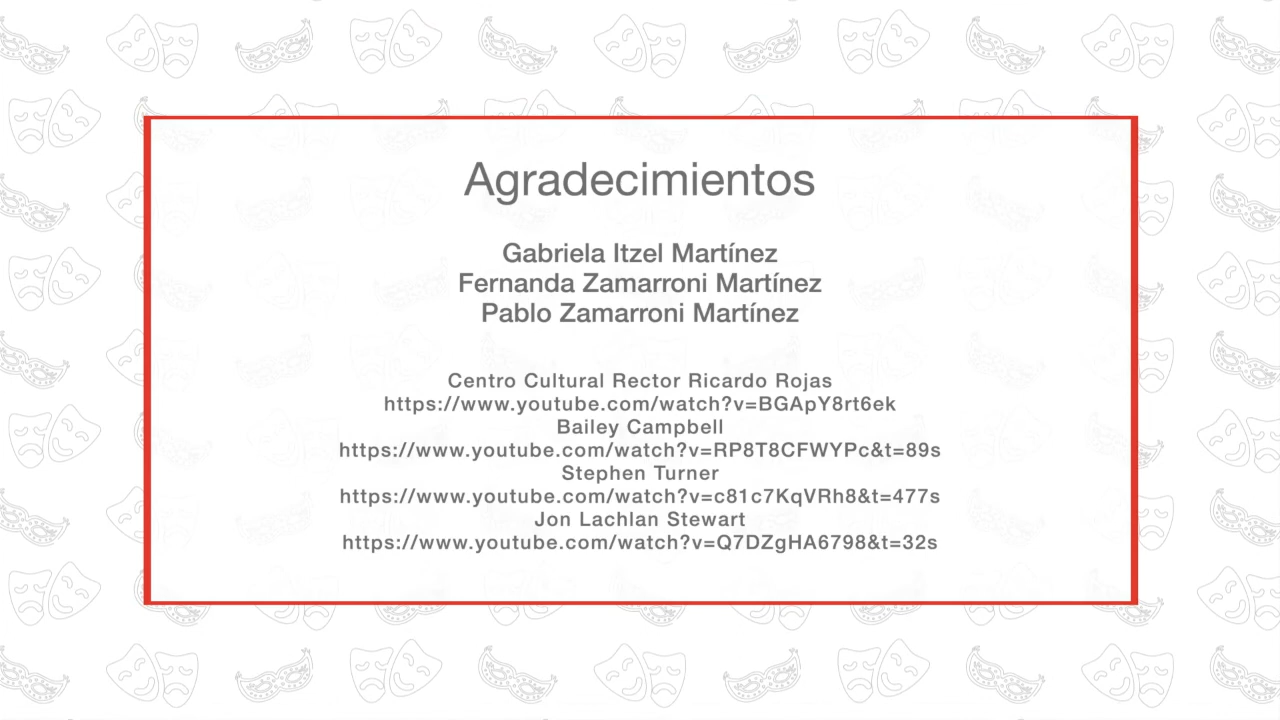 Agradecimientos
Gabriela Itzel Martínez
Fernanda Zamarroni Martínez
Pablo Zamarroni Martínez
Centro Cultural Rector Ricardo Rojas
https://www.youtube.com/watch?v=BGApY8rt6ek
Bailey Campbell
https://www.youtube.com/watch?v=RP8T8CFWYPc&t=89s
Stephen Turner
https://www.youtube.com/watch?v=c81c7KqVRh8&t=477s
Jon Lachlan Stewart
https://www.youtube.com/watch?v=Q7DZgHA6798&t=32s